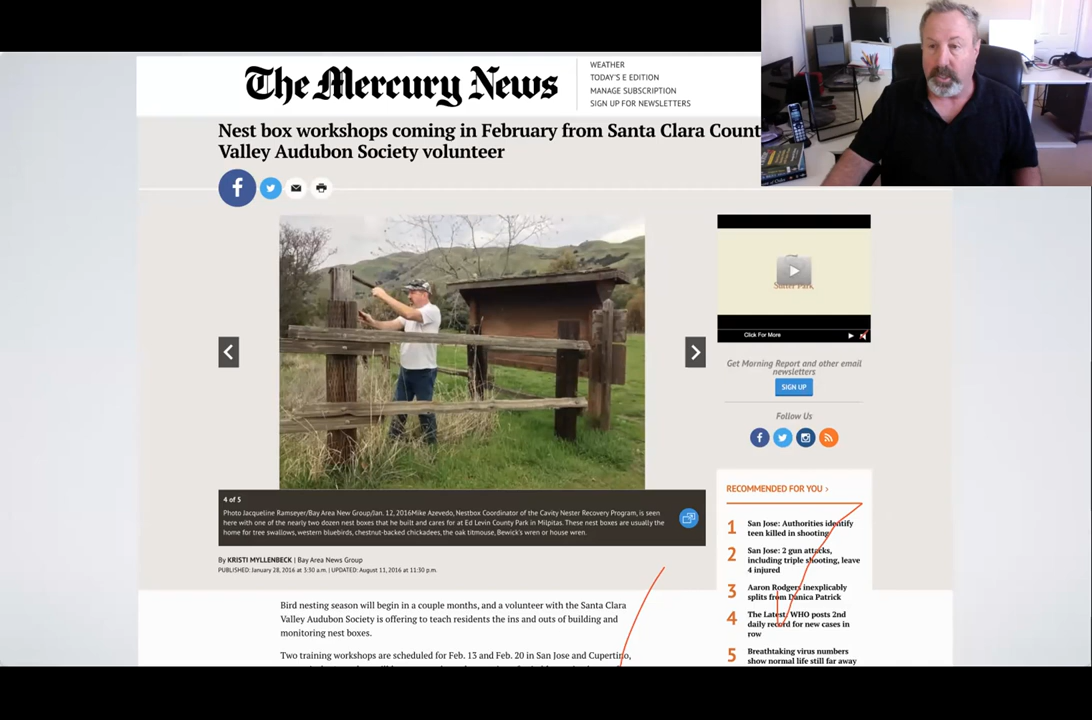 The Mercury News
WEATHER
TODAY'S E EDITION
MANAGE SUBSCRIPTION
SIGN UP FOR NEWSLETTERS
Nest box workshops coming in February from Santa Clara Count
Valley Audubon Society volunteer
Click For More
Get Morning Report and other email
newsletters
SIGN UP
Follow Us
4 of 5
Photo Jacqueline Ramseyer/Bay Area New Group/Jan. 12, 2016Mike Azevedo, Nestbox Coordinator of the Cavity Nester Recovery Program, is seen
here with one of the nearly two dozen nest boxes that he built and cares for at Ed Levin County Park in Milpitas. These nest boxes are usually the
home for tree swallows, western bluebirds, chestnut-backed chickadees, the oak titmouse, Bewick's wren or house wren.
By KRISTI MYLLENBECK | Bay Area News Group
PUBLISHED: January 28, 2016 at 3:30 a.m. | UPDATED: August 11, 2016 at 11:30 p.m.
Bird nesting season will begin in a couple months, and a volunteer with the Santa Clara
Valley Audubon Society is offering to teach residents the ins and outs of building and
monitoring nest boxes.
Two training workshops are scheduled for Feb. 13 and Feb. 20 in San Jose and Cupertino,
RECOMMENDED FOR YOU >
1 San Jose: Authorities identify
teen killed in shooting
2 San Jose: 2 gun attacks,
including triple shooting, leave
4 injured
3 Aaron Rodgers inexplicably
splits from Danica Patrick
4 The Latest: WHO posts 2nd
daily record for new cases in
row
5 Breathtaking virus numbers
show normal life still far away